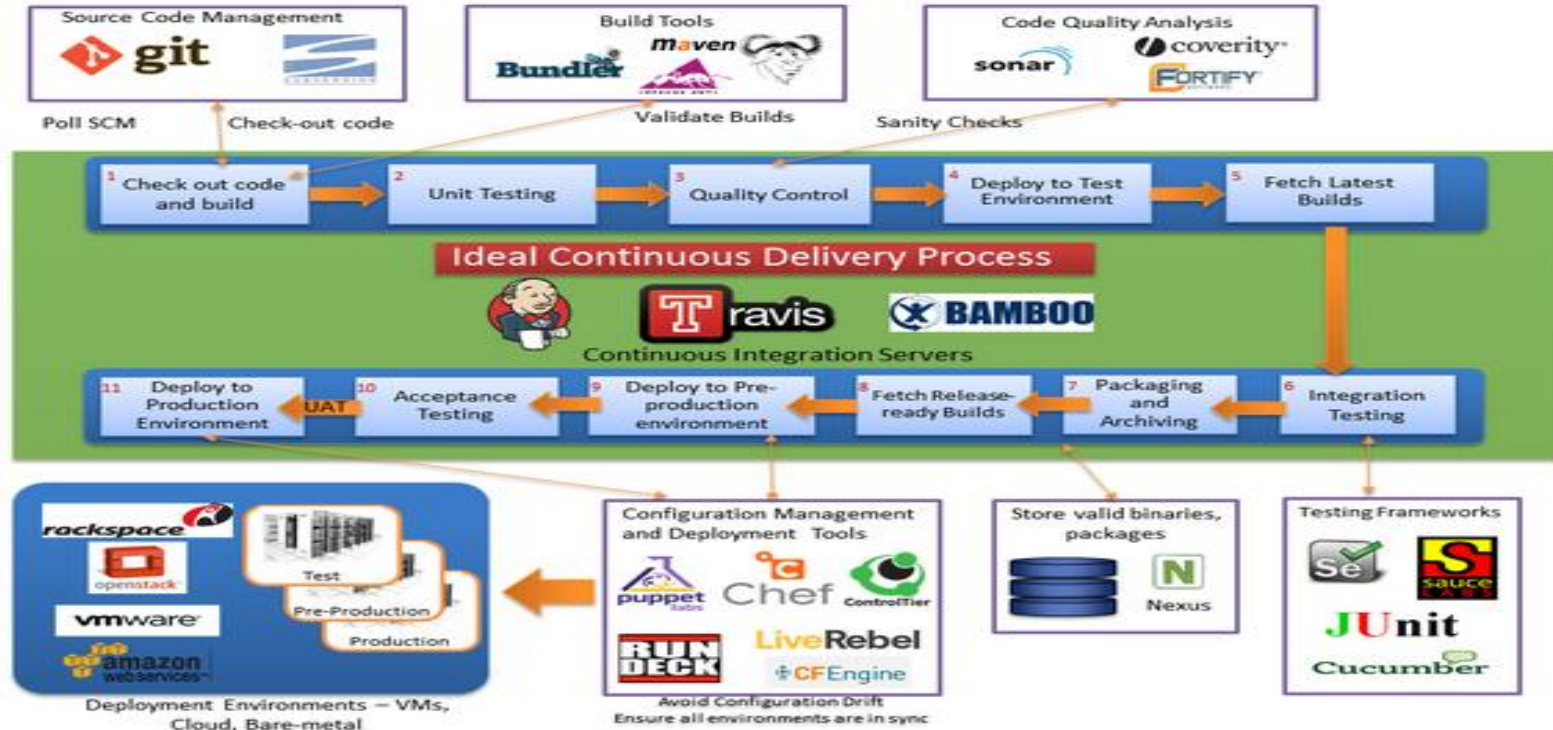 Source Code Management
git
SUBVERSION
Build Tools
Bundler
maven
Code Quality Analysis
sonar
coverity
FORTIFY
SOFTWARE
Poll SCM
Check-out code
Validate Builds
Sanity Checks
1
Check out code
and build
2
Unit Testing
3
Quality Control
4
Deploy to Test
Environment
5
Fetch Latest
Builds
Ideal Continuous Delivery Process
Travis
BAMBOO
Continuous Integration Servers
11
Deploy to
Production
Environment
UAT
10
Acceptance
Testing
9
Deploy to Pre-
production
environment
8
Fetch Release-
ready Builds
7
Packaging
and
Archiving
6
Integration
Testing
rackspace
openstack
vmware
amazon
webservices
Test
Pre-Production
Production
Deployment Environments – VMs,
Cloud, Bare-metal
Configuration Management
and Deployment Tools
puppet
labs
Chef
ControlTier
RUN
DECK
LiveRebel
CFEngine
Avoid Configuration Drift
Ensure all environments are in sync
Store valid binaries,
packages
N
Nexus
Testing Frameworks
Se
S
sauce
LABS
JUnit
Cucumber